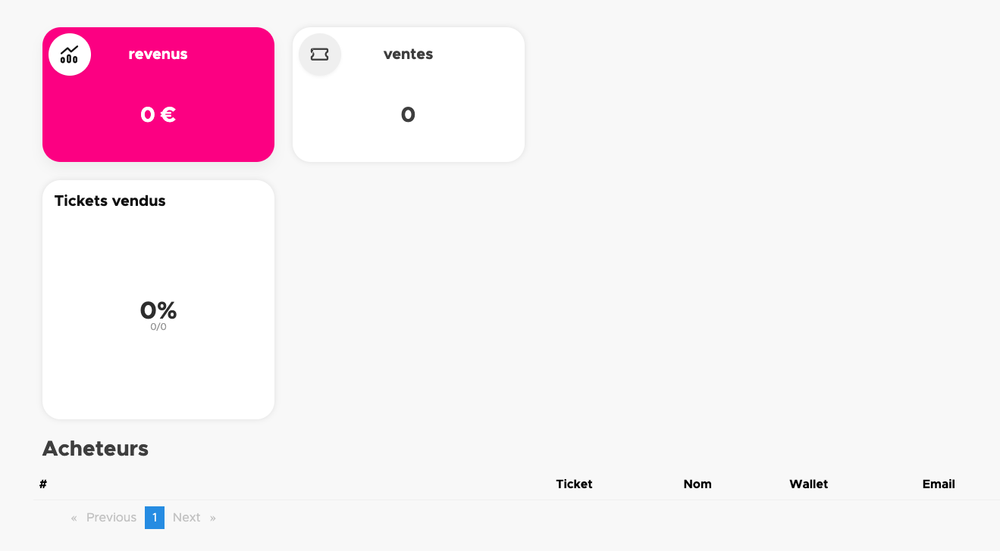 revenus
0 €
ventes
0
Tickets vendus
0%
0/0
Acheteurs
# Ticket Nom Wallet Email
« Previous 1 Next »